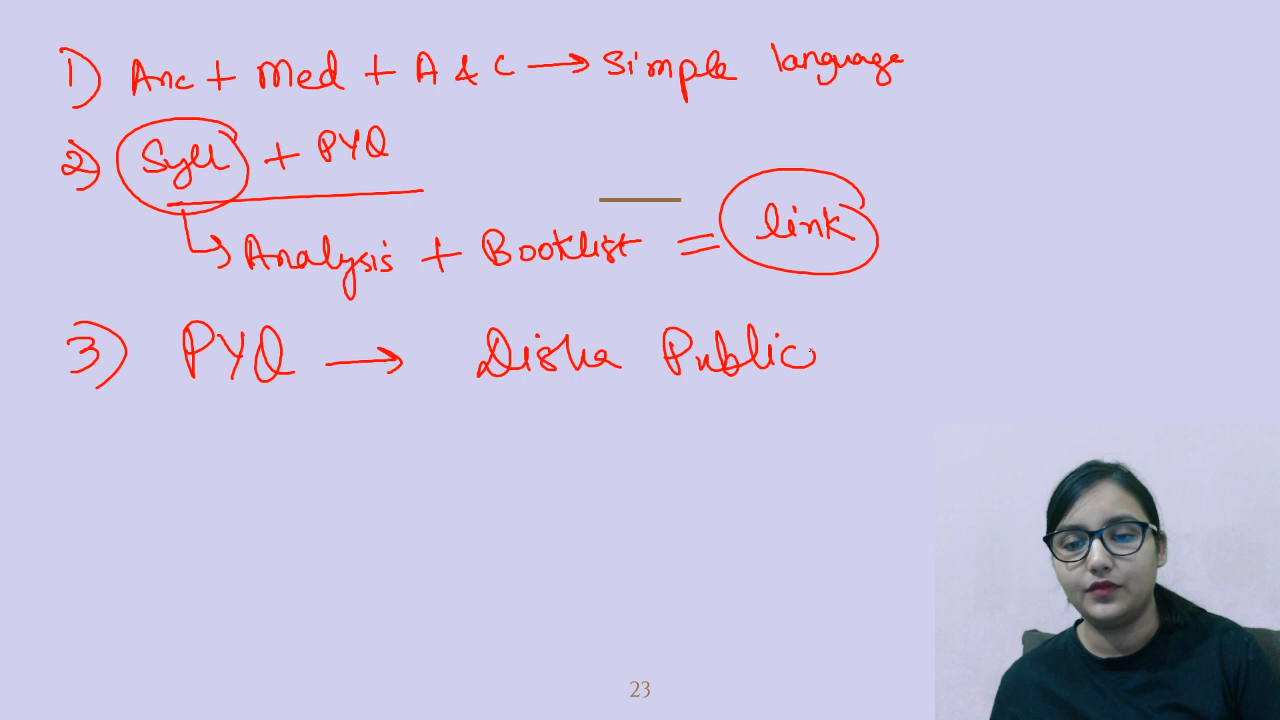 1) Anc + Med + A & C → Simple language
2) Syll + PYQ
↳ Analysis + Booklist = link
3) PYQ → Disha Public
23